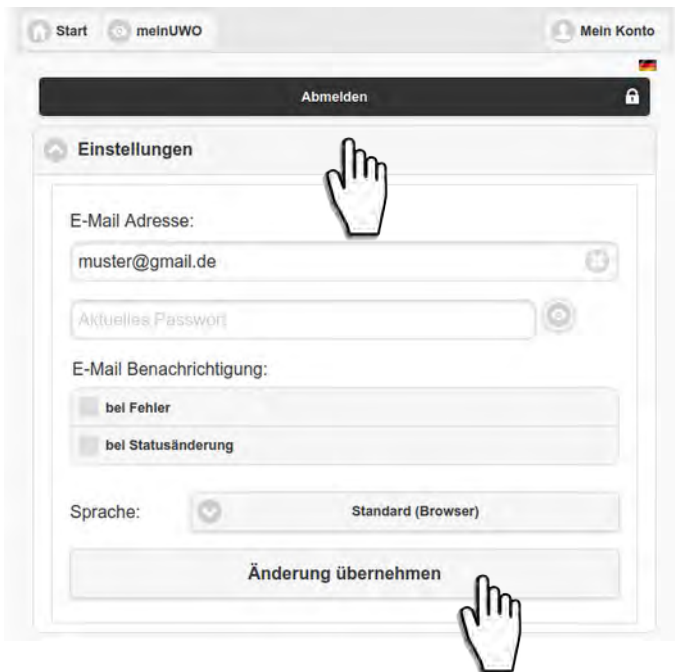 Start meinUWO Mein Konto
Abmelden
Einstellungen
E-Mail Adresse:
muster@gmail.de
Aktuelles Passwort
E-Mail Benachrichtigung:
bei Fehler
bei Statusänderung
Sprache: Standard (Browser)
Änderung übernehmen